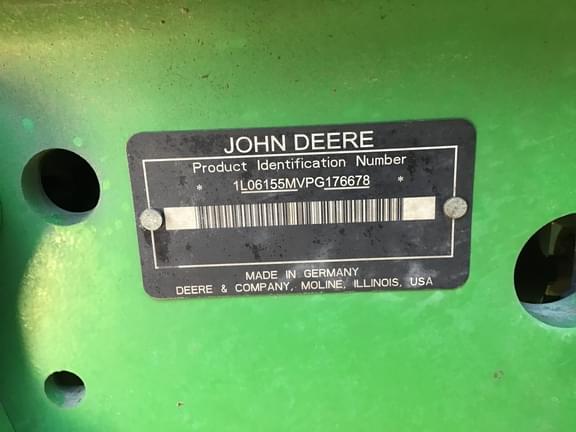 JOHN DEERE
Product Identification Number
* 1L06155MVPG176678 *
MADE IN GERMANY
DEERE & COMPANY, MOLINE, ILLINOIS, USA